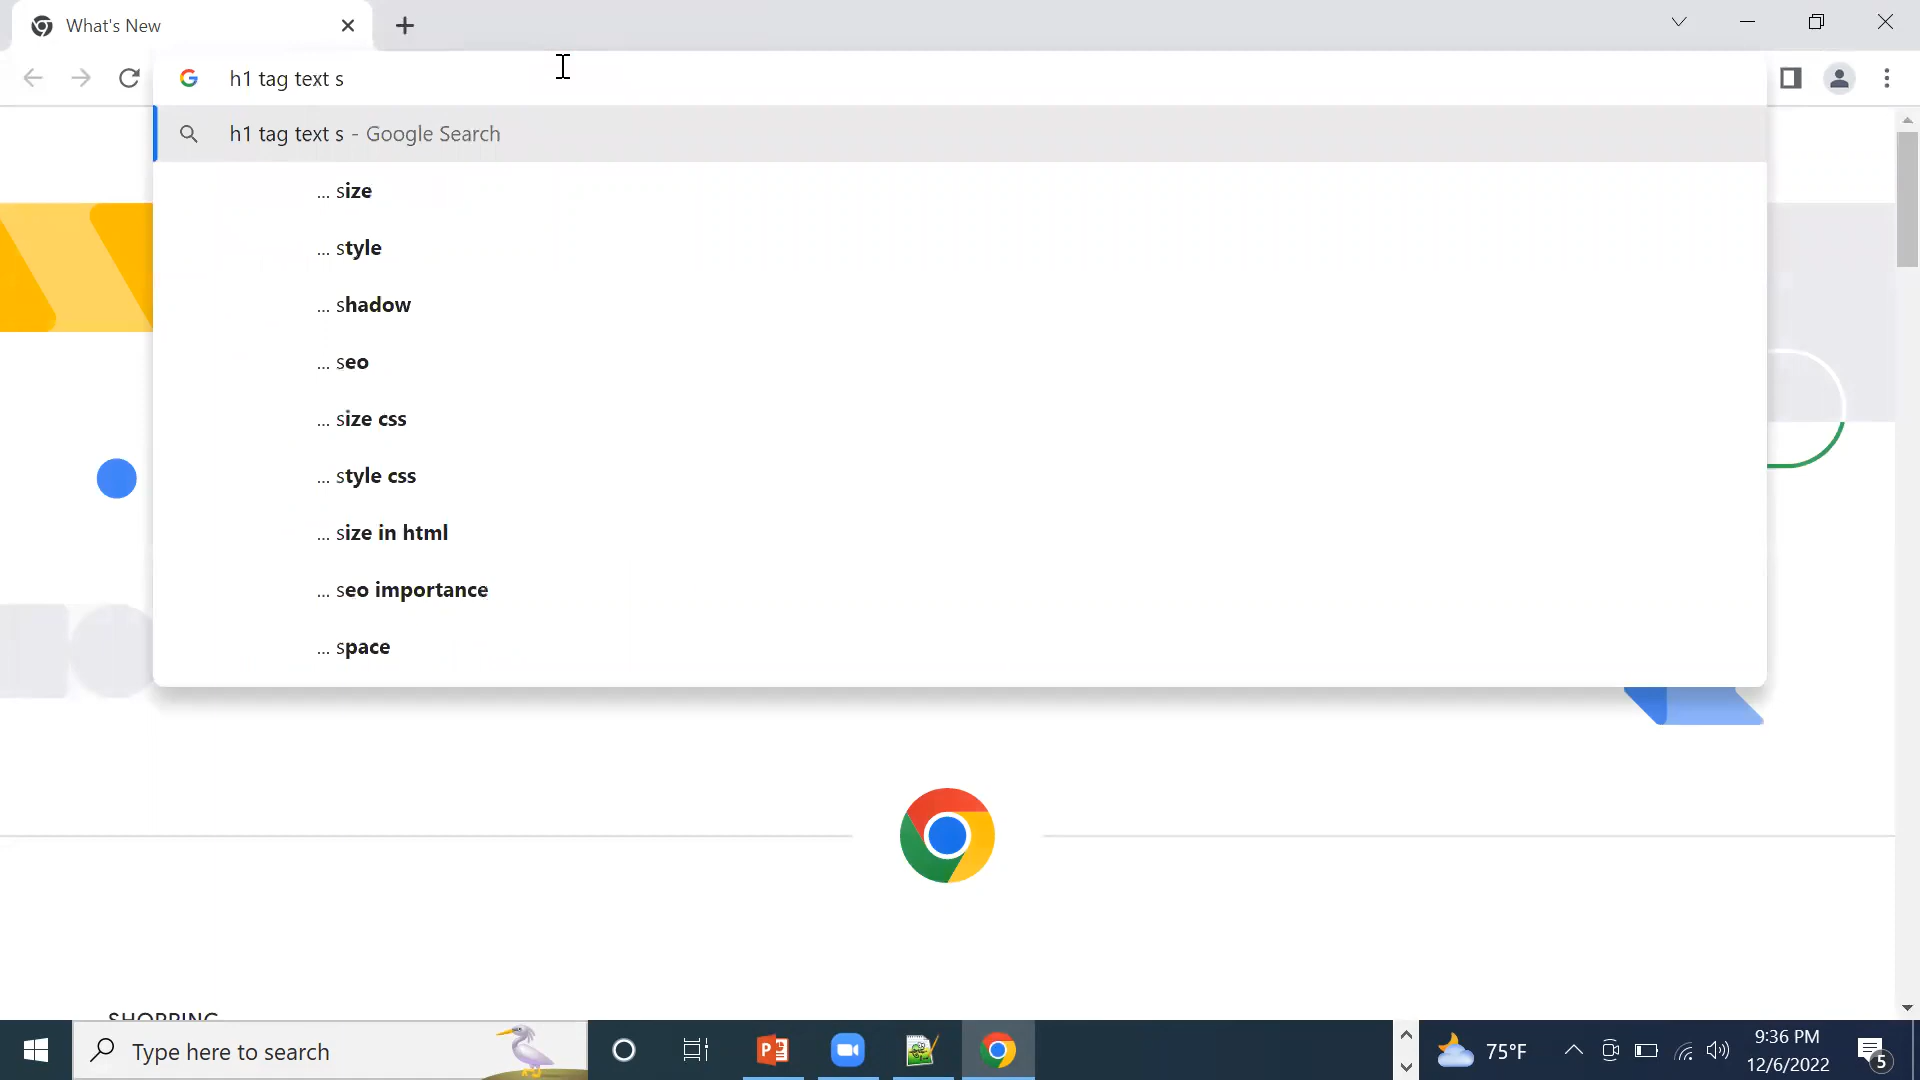 What's New
h1 tag text s
h1 tag text s - Google Search
... size
... style
... shadow
... seo
... size css
... style css
... size in html
... seo importance
... space
SHOPPING
Type here to search
75°F
9:36 PM
12/6/2022
5